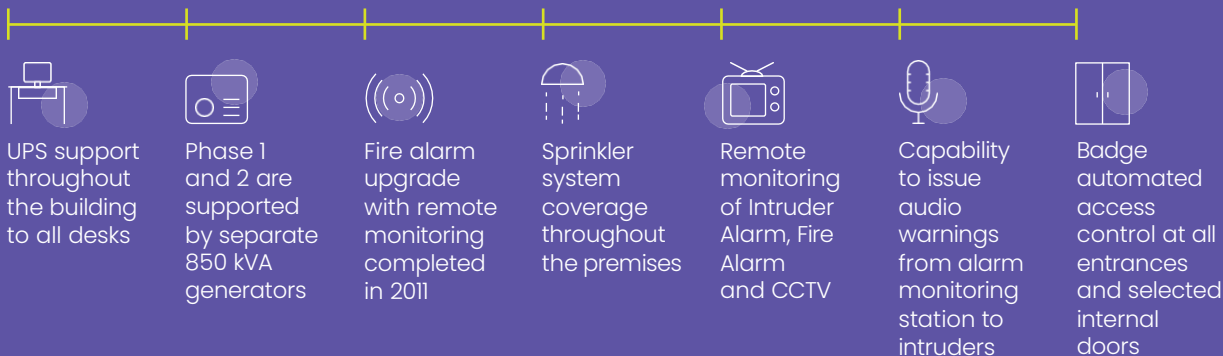 UPS support
throughout
the building
to all desks
Phase 1
and 2 are
supported
by separate
850 kVA
generators
Fire alarm
upgrade
with remote
monitoring
completed
in 2011
Sprinkler
system
coverage
throughout
the premises
Remote
monitoring
of Intruder
Alarm, Fire
Alarm
and CCTV
Capability
to issue
audio
warnings
from alarm
monitoring
station to
intruders
Badge
automated
access
control at all
entrances
and selected
internal
doors